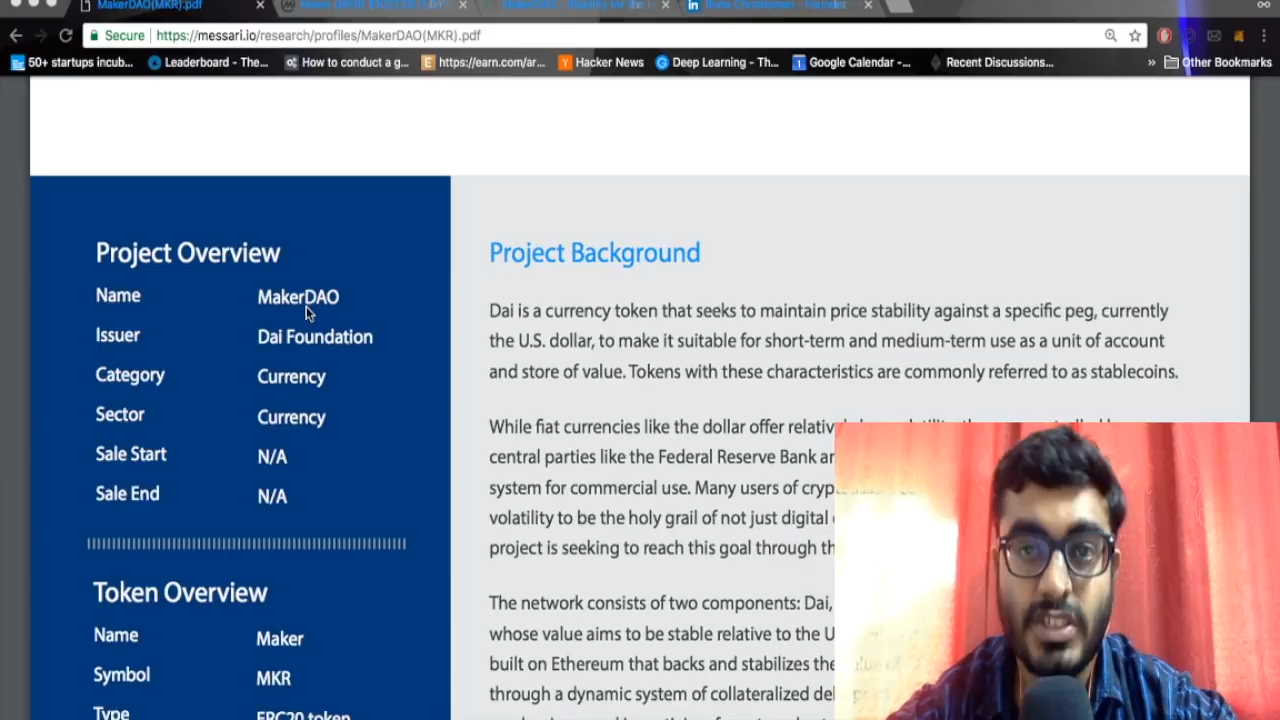 MakerDAO(MKR).pdf
Secure https://messari.io/research/profiles/MakerDAO(MKR).pdf
50+ startups incub... Leaderboard - The... How to conduct a g... https://earn.com/ar... Hacker News Deep Learning - Th... Google Calendar -... Recent Discussions... » Other Bookmarks
Project Overview
Name MakerDAO
Issuer Dai Foundation
Category Currency
Sector Currency
Sale Start N/A
Sale End N/A
Token Overview
Name Maker
Symbol MKR
Type ERC20 token
Project Background
Dai is a currency token that seeks to maintain price stability against a specific peg, currently
the U.S. dollar, to make it suitable for short-term and medium-term use as a unit of account
and store of value. Tokens with these characteristics are commonly referred to as stablecoins.
While fiat currencies like the dollar offer
central parties like the Federal Reserve Bank
system for commercial use. Many users of
volatility to be the holy grail of not just digital
project is seeking to reach this goal through
The network consists of two components: Dai,
whose value aims to be stable relative to the
built on Ethereum that backs and stabilizes the
through a dynamic system of collateralized